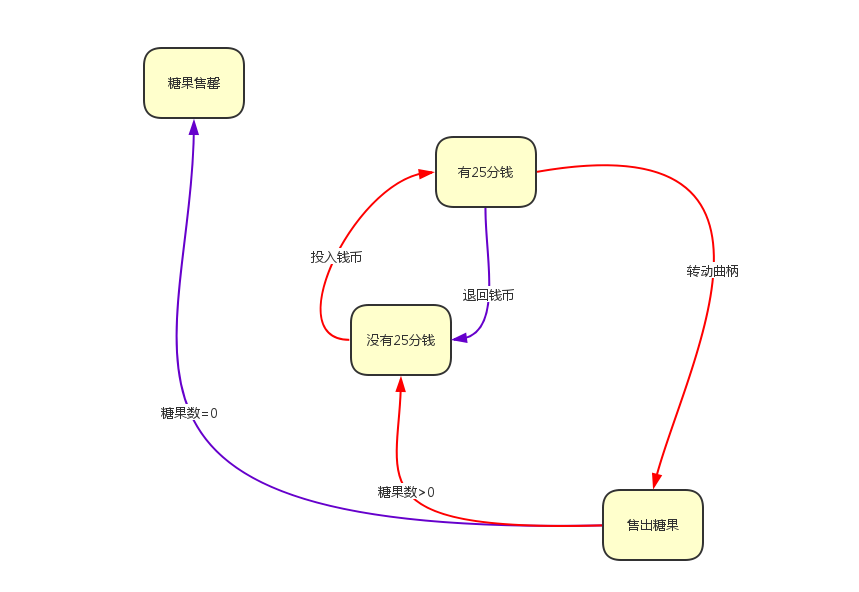 糖果售罄
有25分钱
投入钱币
转动曲柄
退回钱币
没有25分钱
糖果数=0
糖果数>0
售出糖果